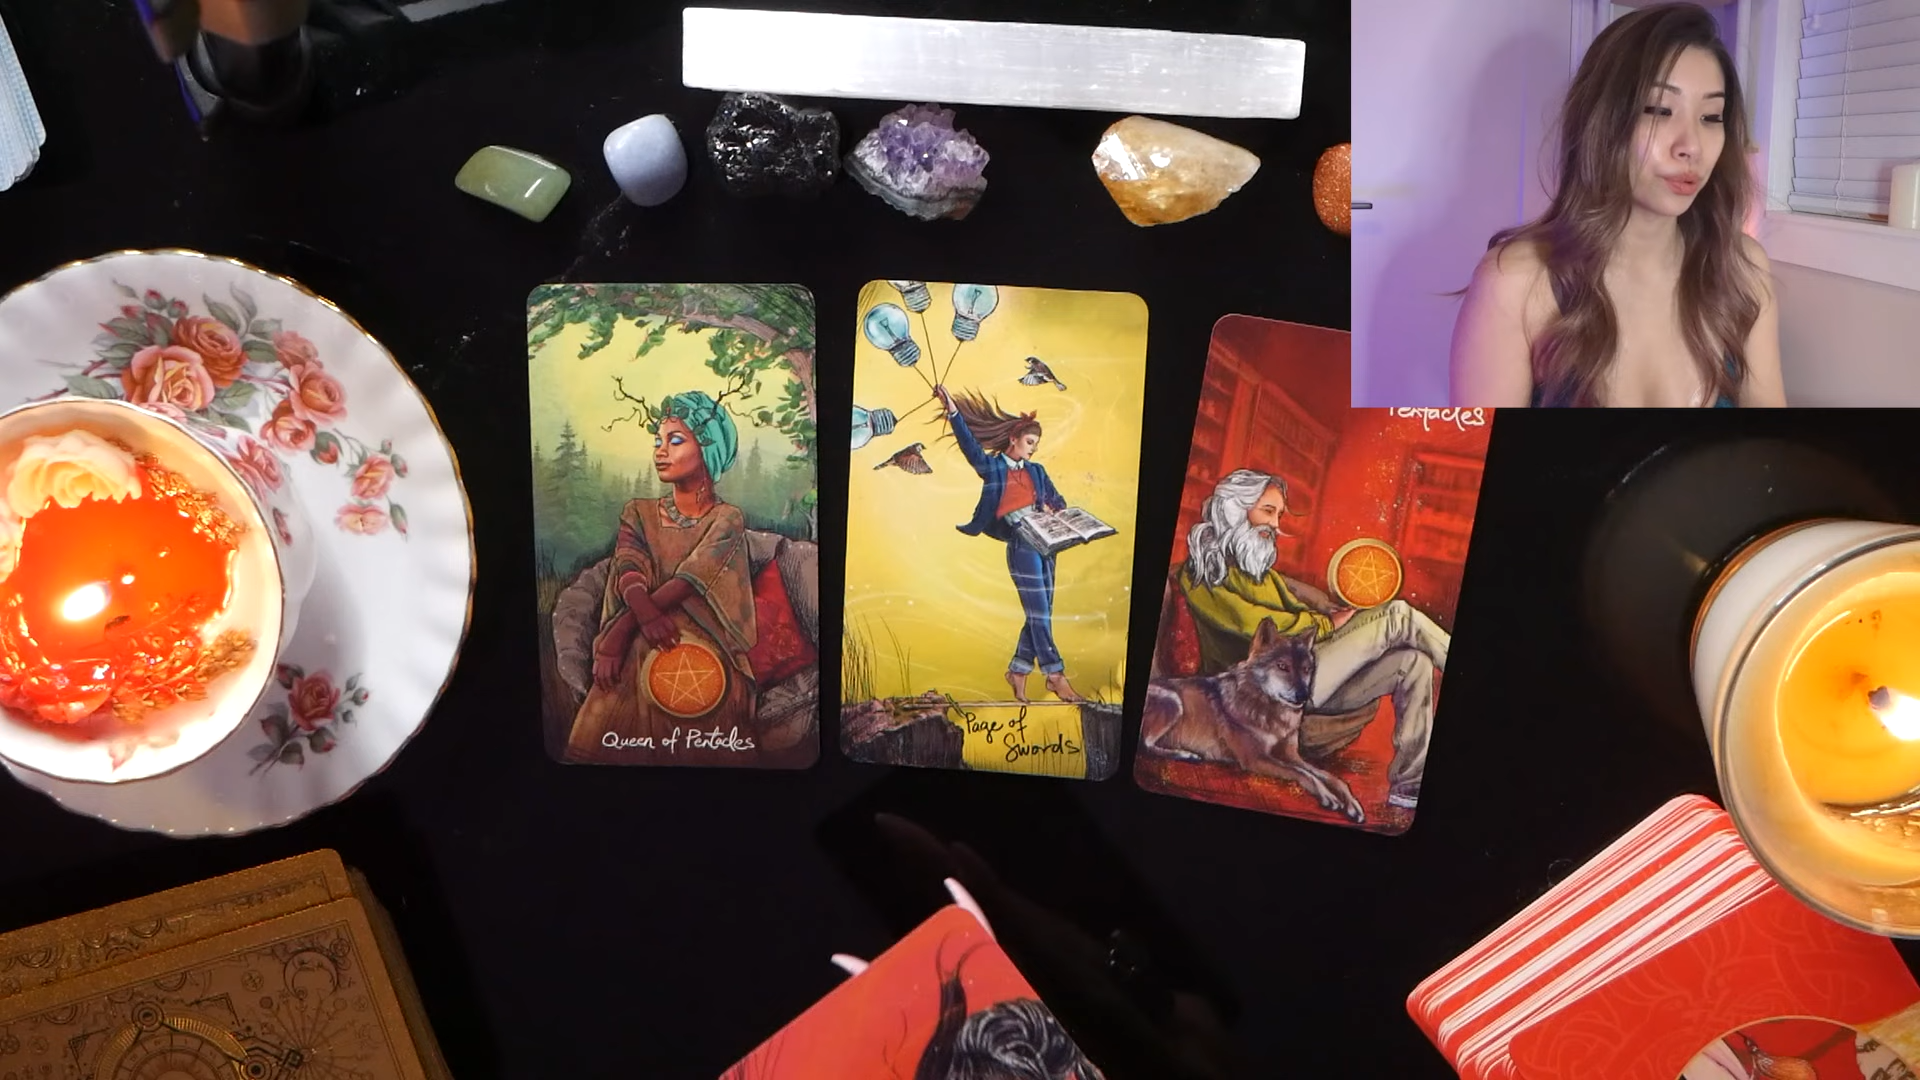 Queen of Pentacles
Page of
Swords
Pentacles